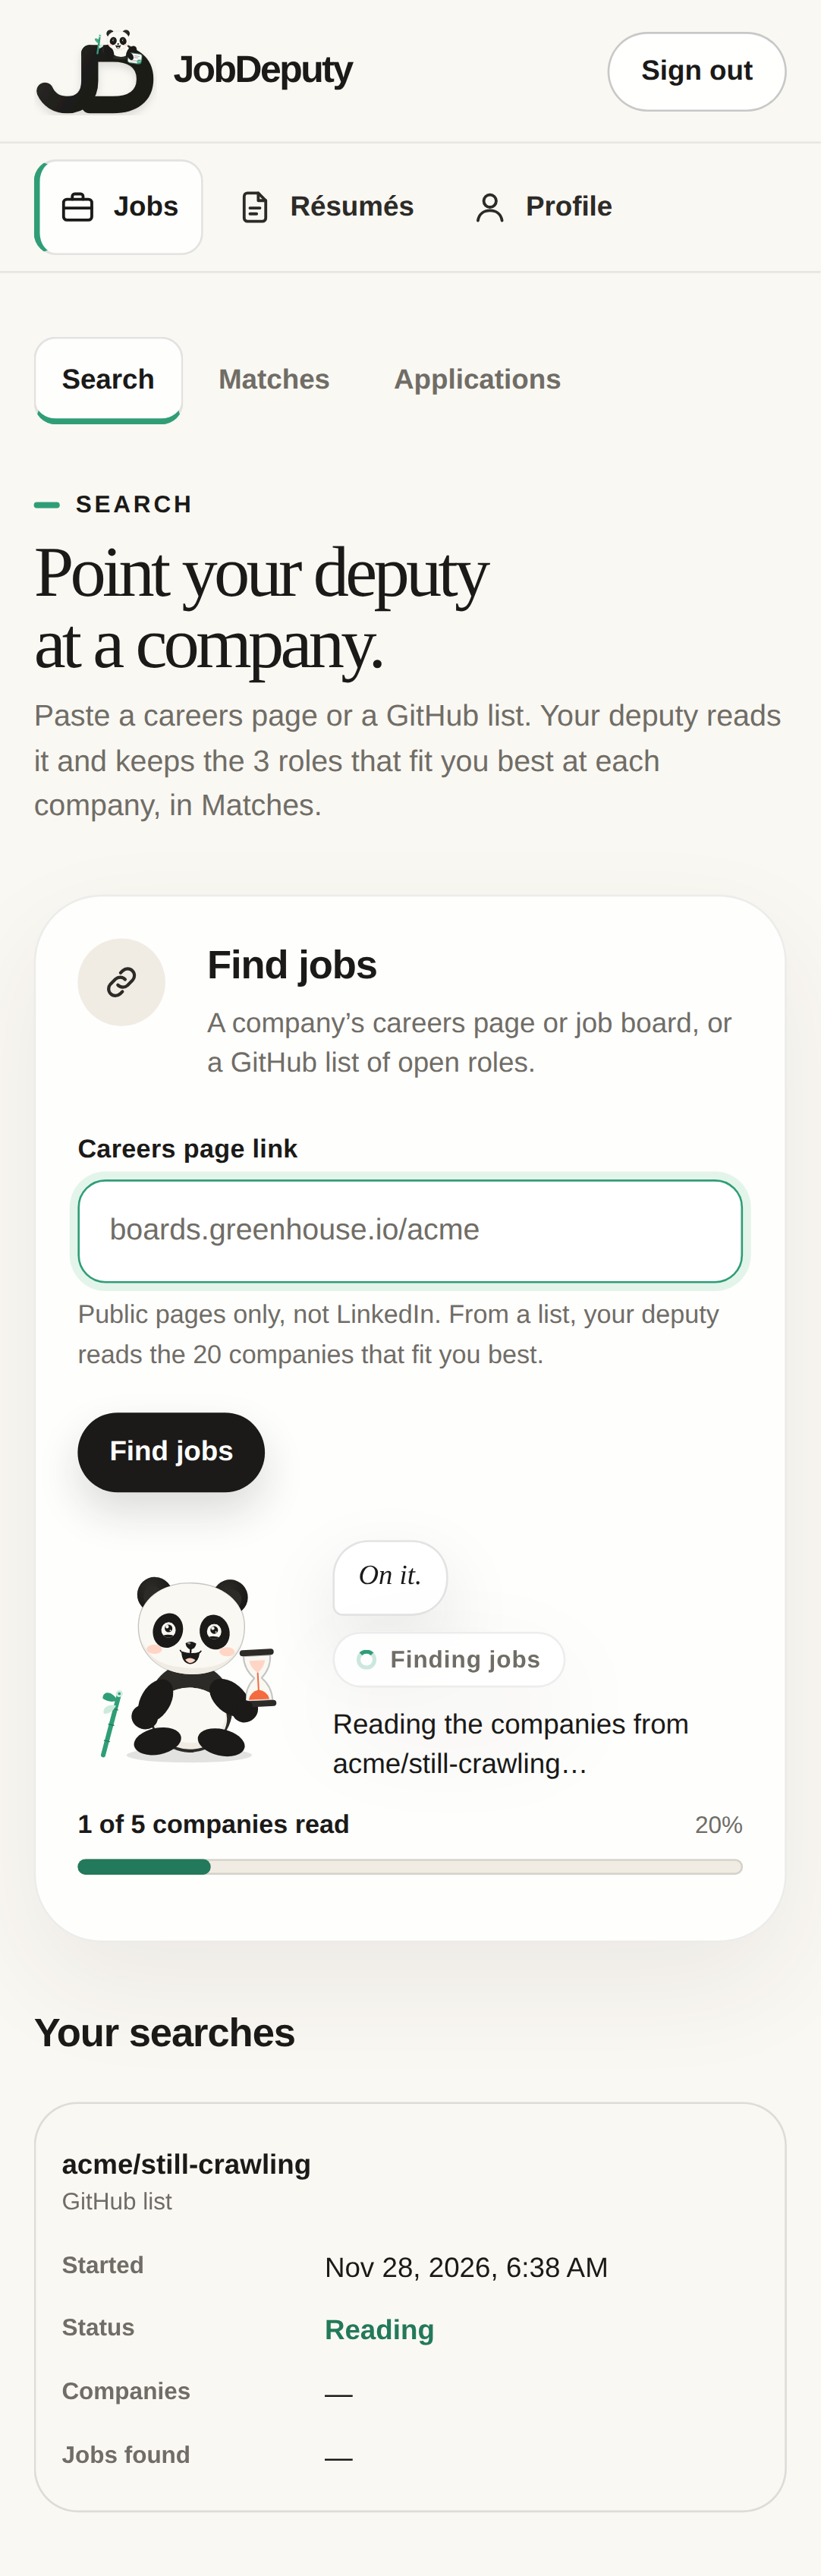 JobDeputy
Sign out
Jobs
Résumés
Profile
Search
Matches
Applications
SEARCH
Point your deputy
at a company.
Paste a careers page or a GitHub list. Your deputy reads
it and keeps the 3 roles that fit you best at each
company, in Matches.
Find jobs
A company’s careers page or job board, or
a GitHub list of open roles.
Careers page link
boards.greenhouse.io/acme
Public pages only, not LinkedIn. From a list, your deputy
reads the 20 companies that fit you best.
Find jobs
On it.
Finding jobs
Reading the companies from
acme/still-crawling…
1 of 5 companies read
20%
Your searches
acme/still-crawling
GitHub list
Started
Nov 28, 2026, 6:38 AM
Status
Reading
Companies
—
Jobs found
—